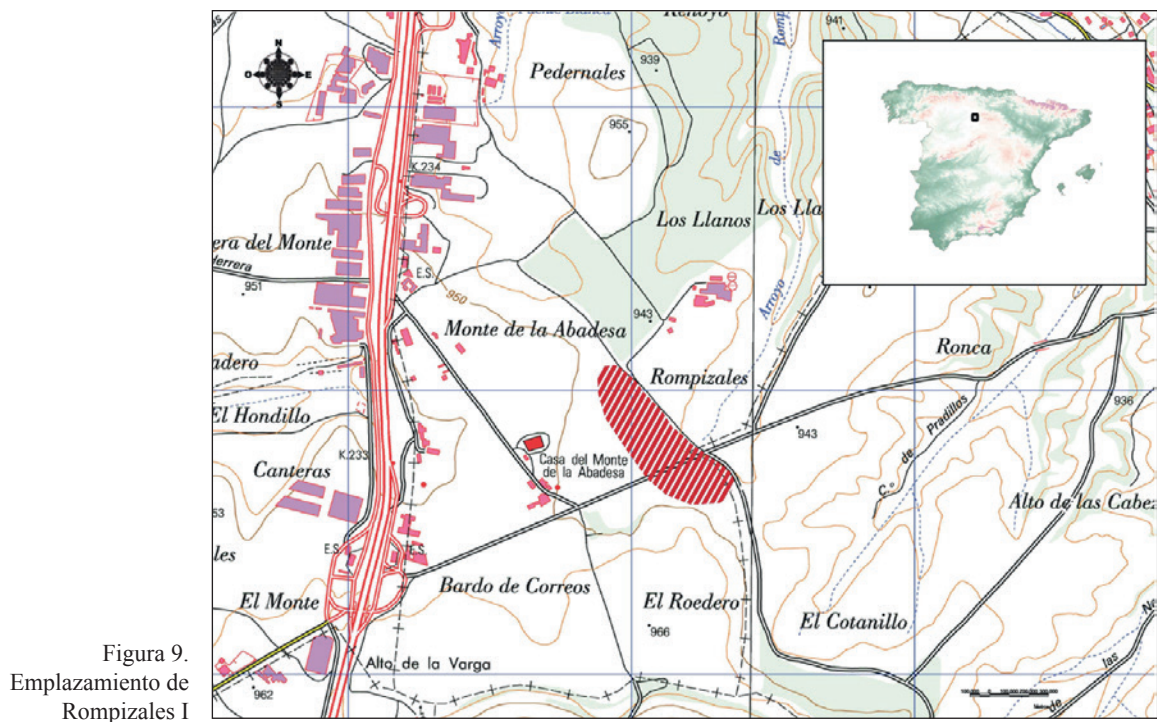 Renoyo
941
N
O
E
S
Arroyo
939
Pedernales
955
K.234
de
Los Llanos
Los Lla
era del Monte
Herrera
951
E.S.
950
943
Arroyo
Monte de la Abadesa
Ronca
adero
Rompizales
936
El Hondillo
943
Pradillos
K.233
de
Casa del Monte
de la Abadesa
Canteras
C.º
Alto de las Cabez
53
les
E.S.
E.S.
Bardo de Correos
El Monte
El Roedero
El Cotanillo
966
Alto de la Varga
962
las
de
Figura 9.
Emplazamiento de
Rompizales I